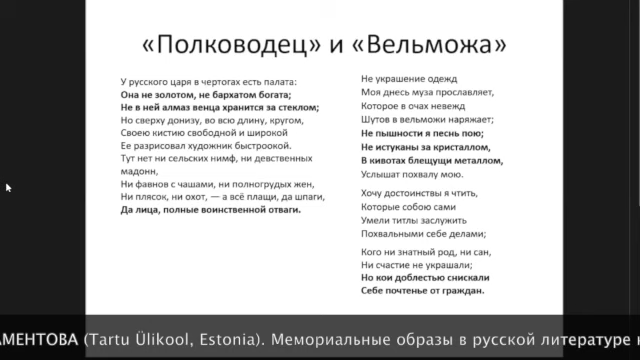 «Полководец» и «Вельможа»
У русского царя в чертогах есть палата:
Она не золотом, не бархатом богата;
Не в ней алмаз венца хранится за стеклом;
Но сверху донизу, во всю длину, кругом,
Своею кистию свободной и широкой
Ее разрисовал художник быстроокой.
Тут нет ни сельских нимф, ни девственных
мадонн,
Ни фавнов с чашами, ни полногрудых жен,
Ни плясок, ни охот, — а всё плащи, да шпаги,
Да лица, полные воинственной отваги.
Не украшение одежд
Моя днесь муза прославляет,
Которое в очах невежд
Шутов в вельможи наряжает;
Не пышности я песнь пою;
Не истуканы за кристаллом,
В кивотах блещущи металлом,
Услышат похвалу мою.
Хочу достоинствы я чтить,
Которые собою сами
Умели титлы заслужить
Похвальными себе делами;
Кого ни знатный род, ни сан,
Ни счастие не украшали;
Но кои доблестью снискали
Себе почтенье от граждан.
АМЕНТОВА (Tartu Ülikool, Estonia). Мемориальные образы в русской литературе